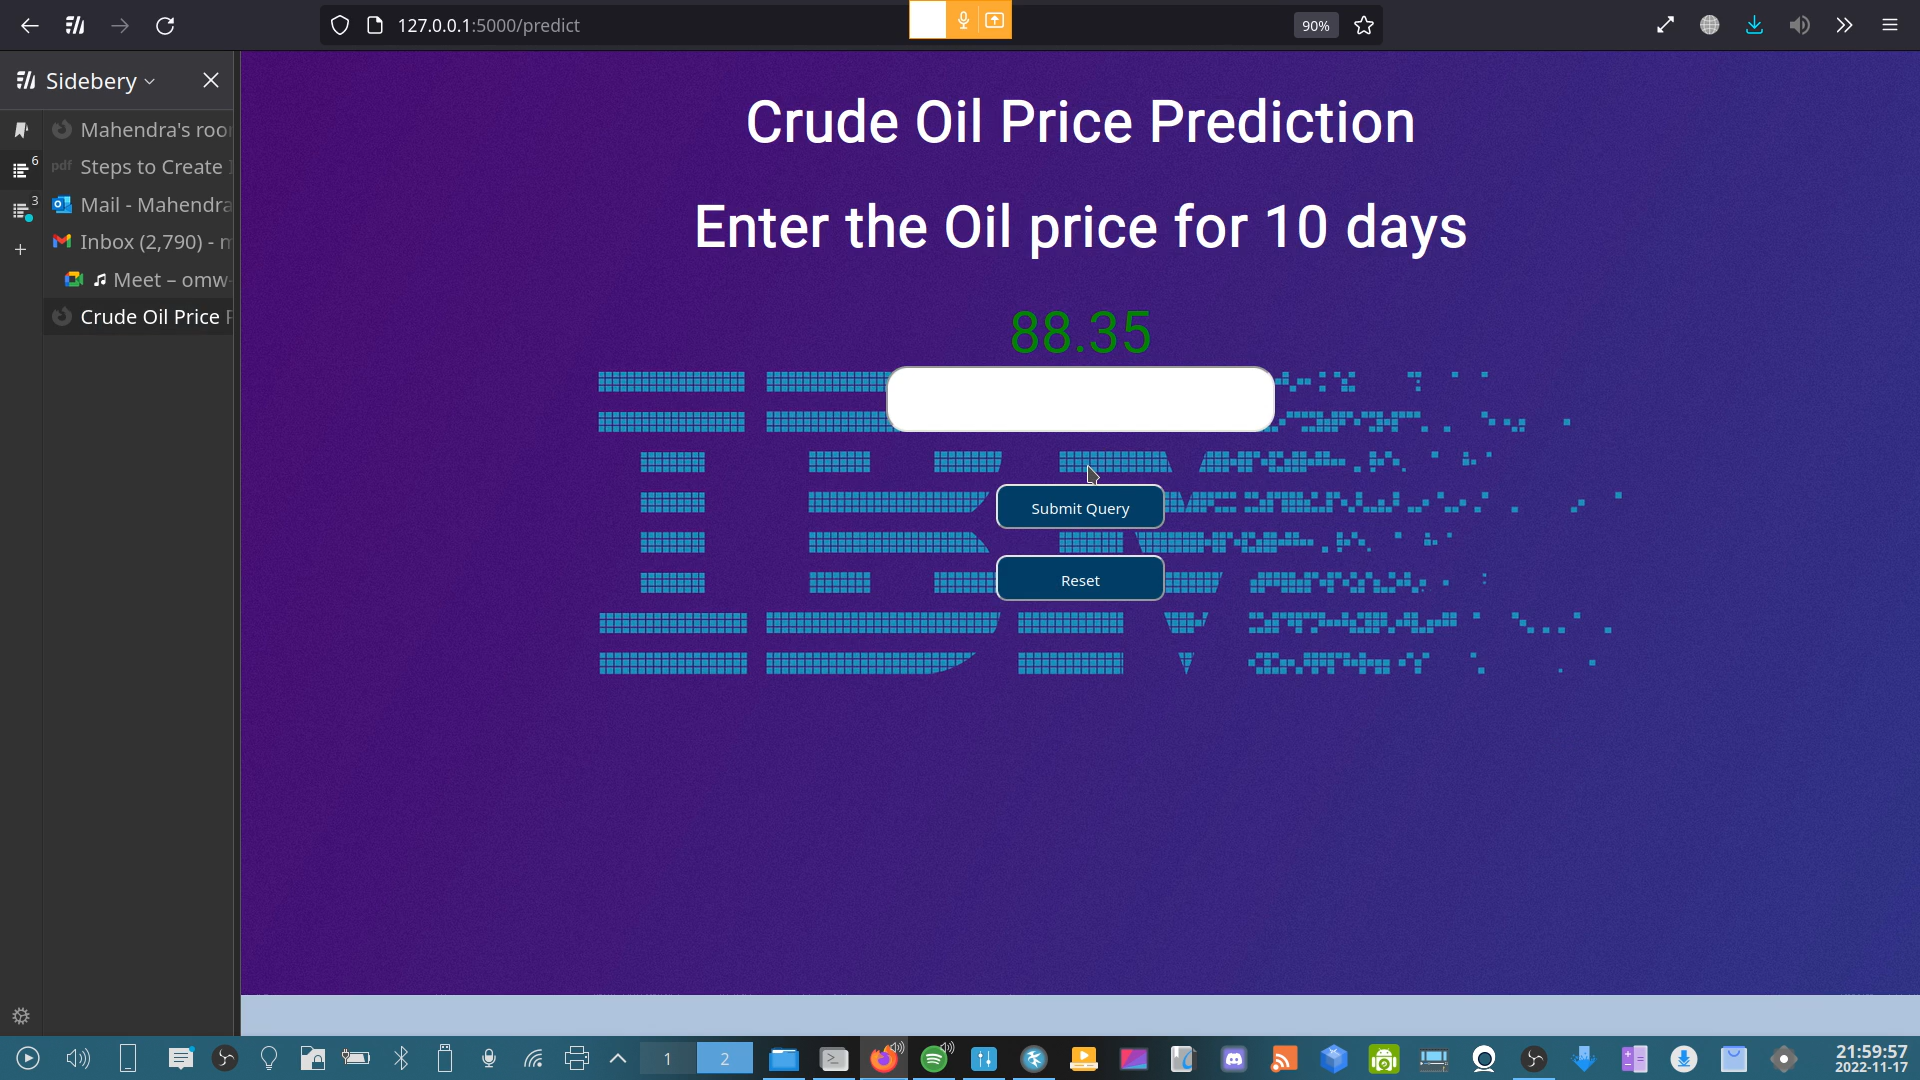 127.0.0.1:5000/predict
90%
Sidebery
Mahendra's roo
pdf Steps to Create
Mail - Mahendra
Inbox (2,790) - m
Meet – omw-
Crude Oil Price P
6
3
Crude Oil Price Prediction
Enter the Oil price for 10 days
88.35
Submit Query
Reset
IBM
1
2
21:59:57
2022-11-17